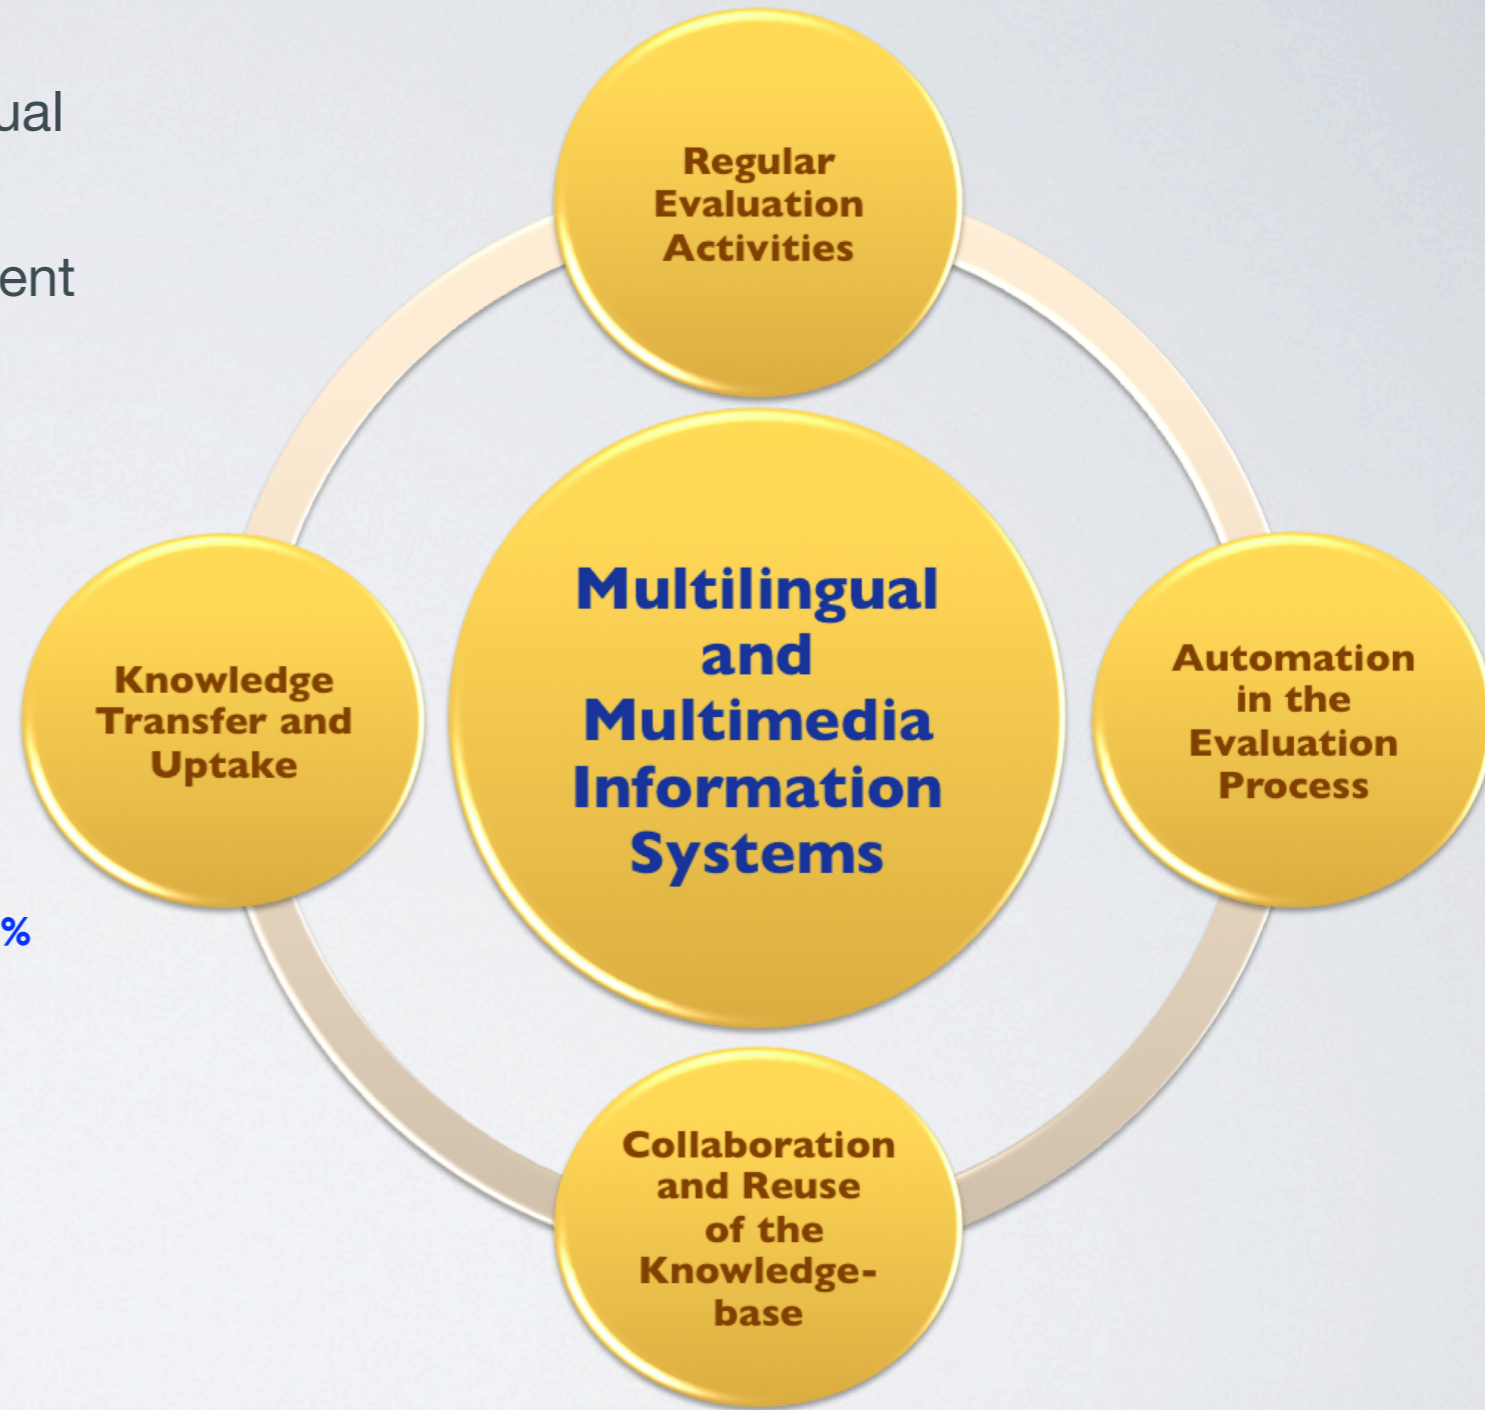 ual
ent
%
Regular
Evaluation
Activities
Knowledge
Transfer and
Uptake
Multilingual
and
Multimedia
Information
Systems
Automation
in the
Evaluation
Process
Collaboration
and Reuse
of the
Knowledge-
base